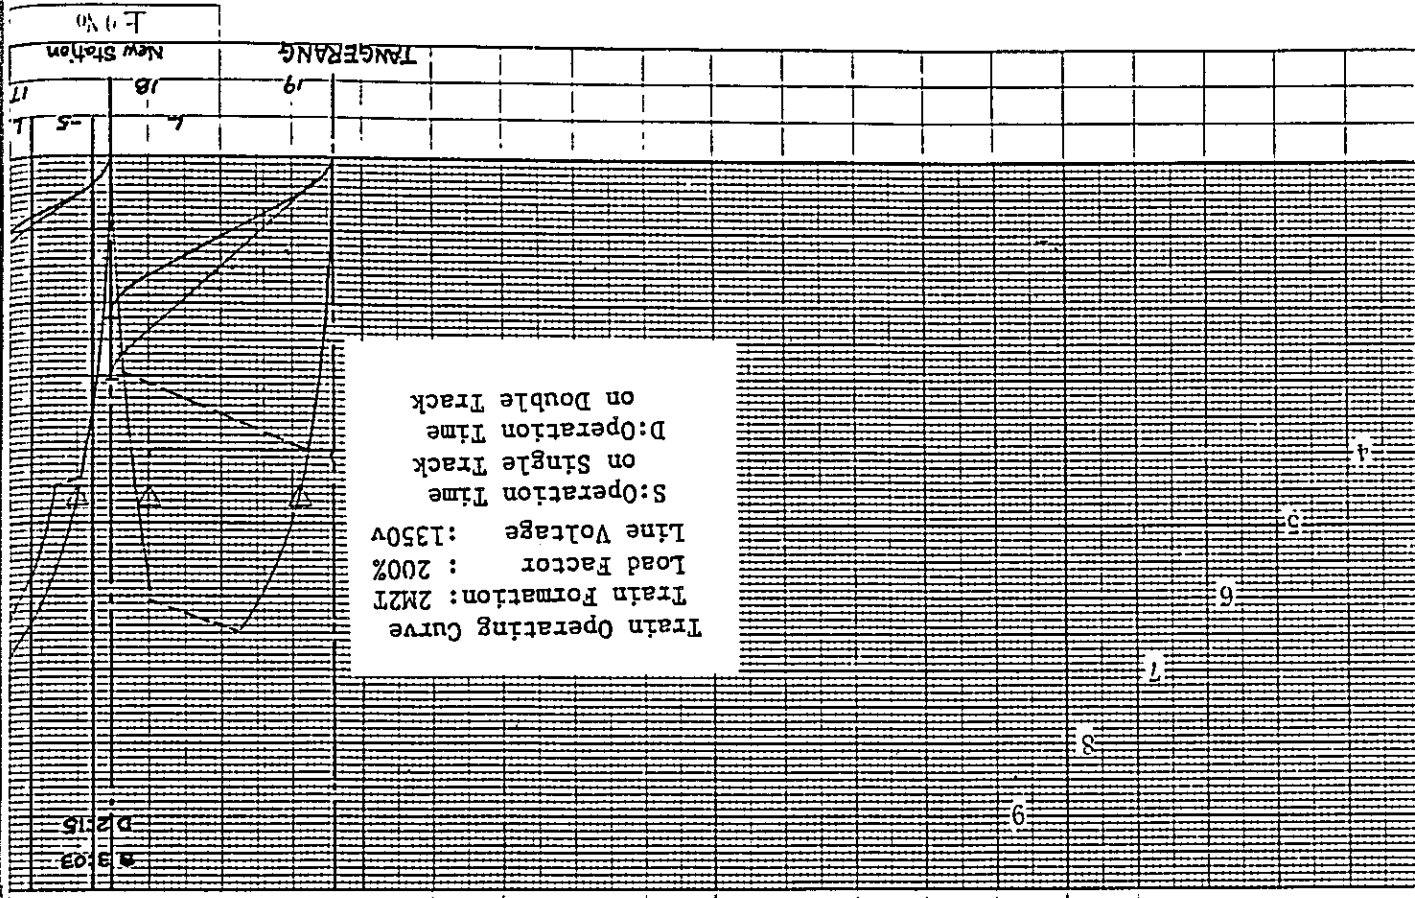 3:03
D 2:15
9
8
7
6
5
4
Train Operating Curve
Train Formation: 2M2T
Load Factor : 200%
Line Voltage :1350v
S:Operation Time
on Single Track
D:Operation Time
on Double Track
L -5 L
19 18 17
TANGERANG New Station